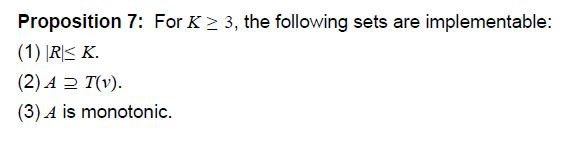 Proposition 7: For K ≥ 3, the following sets are implementable:
(1) |R|≤ K.
(2) A ⊇ T(v).
(3) A is monotonic.